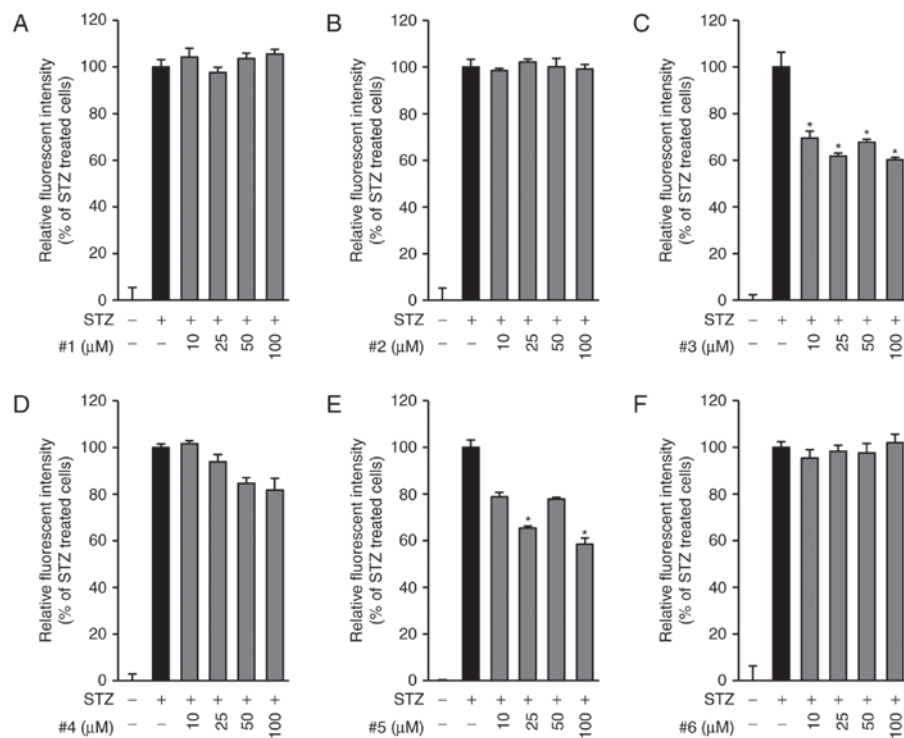 A
Relative fluorescent intensity
(% of STZ treated cells)
120
100
80
60
40
20
0
STZ – + + + + +
#1 (μM) – – 10 25 50 100
B
Relative fluorescent intensity
(% of STZ treated cells)
120
100
80
60
40
20
0
STZ – + + + + +
#2 (μM) – – 10 25 50 100
C
Relative fluorescent intensity
(% of STZ treated cells)
120
100
80
60
40
20
0
* * * *
STZ – + + + + +
#3 (μM) – – 10 25 50 100
D
Relative fluorescent intensity
(% of STZ treated cells)
120
100
80
60
40
20
0
STZ – + + + + +
#4 (μM) – – 10 25 50 100
E
Relative fluorescent intensity
(% of STZ treated cells)
120
100
80
60
40
20
0
* *
STZ – + + + + +
#5 (μM) – – 10 25 50 100
F
Relative fluorescent intensity
(% of STZ treated cells)
120
100
80
60
40
20
0
STZ – + + + + +
#6 (μM) – – 10 25 50 100